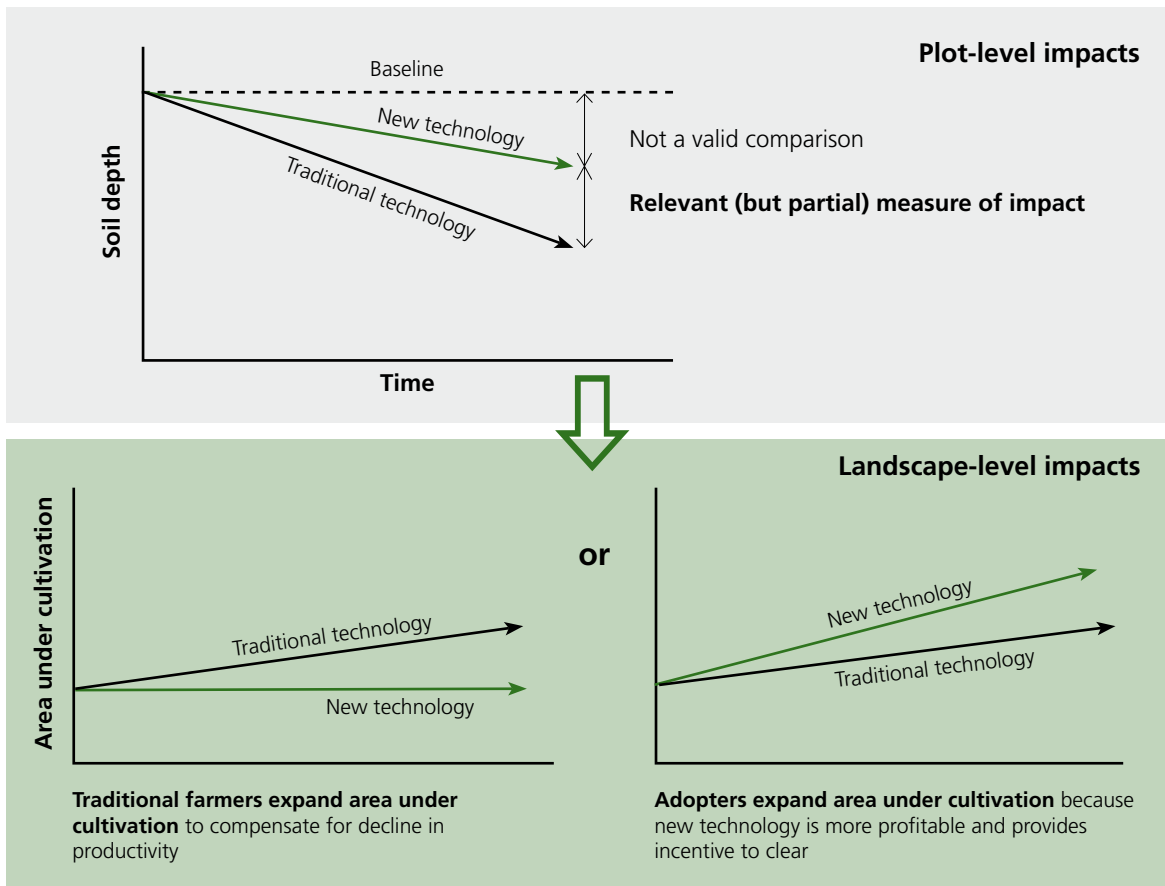 Plot-level impacts
Baseline
New technology
Traditional technology
Not a valid comparison
Relevant (but partial) measure of impact
Soil depth
Time
Landscape-level impacts
Area under cultivation
Traditional technology
New technology
or
New technology
Traditional technology
Traditional farmers expand area under
cultivation to compensate for decline in
productivity
Adopters expand area under cultivation because
new technology is more profitable and provides
incentive to clear